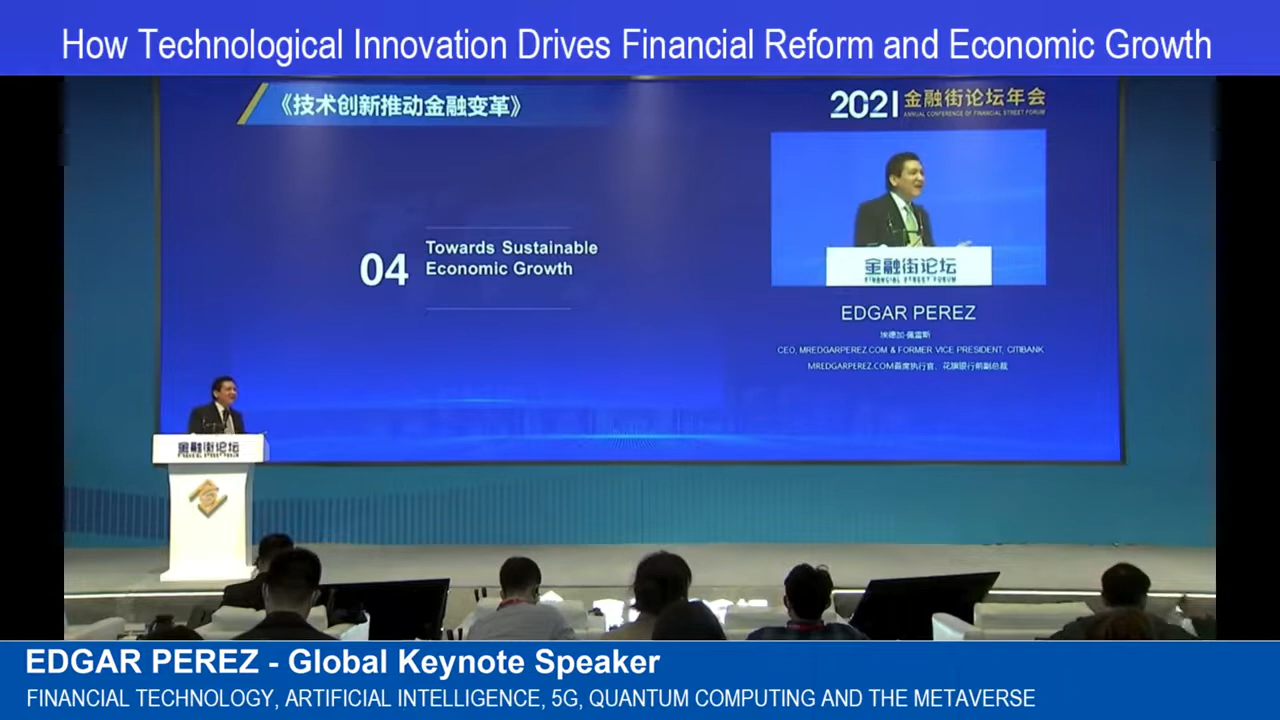 How Technological Innovation Drives Financial Reform and Economic Growth
《技术创新推动金融变革》
2021 金融街论坛年会
ANNUAL CONFERENCE OF FINANCIAL STREET FORUM
04
Towards Sustainable
Economic Growth
金融街论坛
FINANCIAL STREET FORUM
EDGAR PEREZ
埃德加·佩雷斯
CEO, MREDGARPEREZ.COM & FORMER VICE PRESIDENT, CITIBANK
MREDGARPEREZ.COM首席执行官、花旗银行前副总裁
金融街论坛
FINANCIAL STREET FORUM
EDGAR PEREZ - Global Keynote Speaker
FINANCIAL TECHNOLOGY, ARTIFICIAL INTELLIGENCE, 5G, QUANTUM COMPUTING AND THE METAVERSE